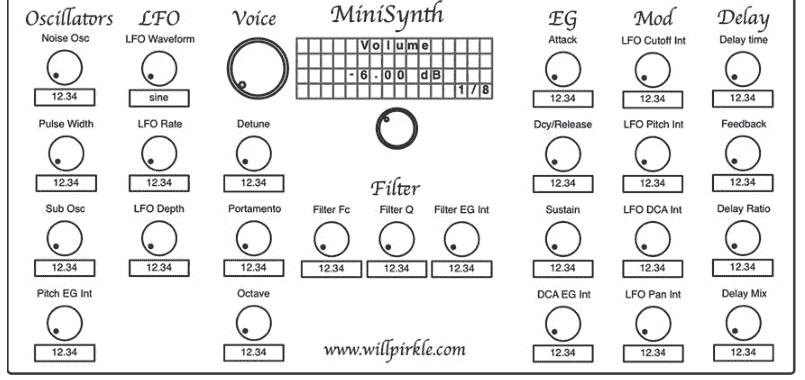 Oscillators LFO Voice MiniSynth EG Mod Delay
Noise Osc LFO Waveform Attack LFO Cutoff Int Delay time
Volume
-6.00 dB
1/8
12.34 sine 12.34 12.34 12.34
Pulse Width LFO Rate Detune Dcy/Release LFO Pitch Int Feedback
12.34 12.34 12.34 12.34 12.34 12.34
Filter
Sub Osc LFO Depth Portamento Filter Fc Filter Q Filter EG Int Sustain LFO DCA Int Delay Ratio
12.34 12.34 12.34 12.34 12.34 12.34 12.34 12.34 12.34
Pitch EG Int Octave DCA EG Int LFO Pan Int Delay Mix
12.34 12.34 www.willpirkle.com 12.34 12.34 12.34